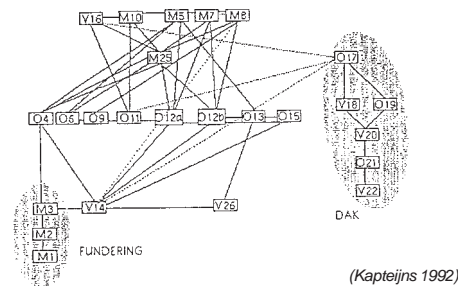 V16 M10 M5 M7 M8
M25
O17
V18 O19
O4 O6 O9 O11 O12a O12b O13 O15
V20
O21
V22
M3 V14 V26
DAK
M2
FUNDERING
M1
(Kapteijns 1992)